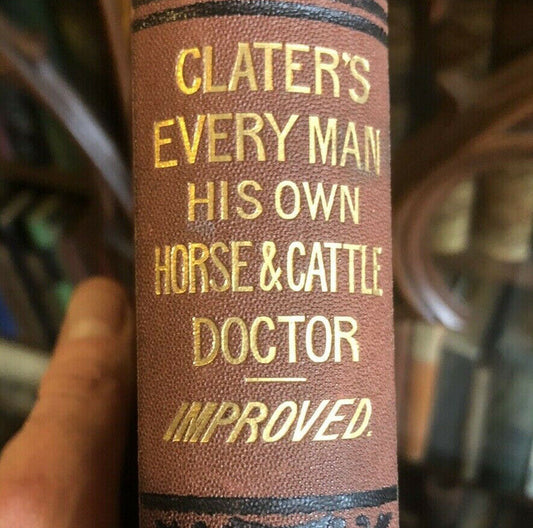 CLATER'S
EVERY MAN
HIS OWN
HORSE & CATTLE
DOCTOR
IMPROVED.